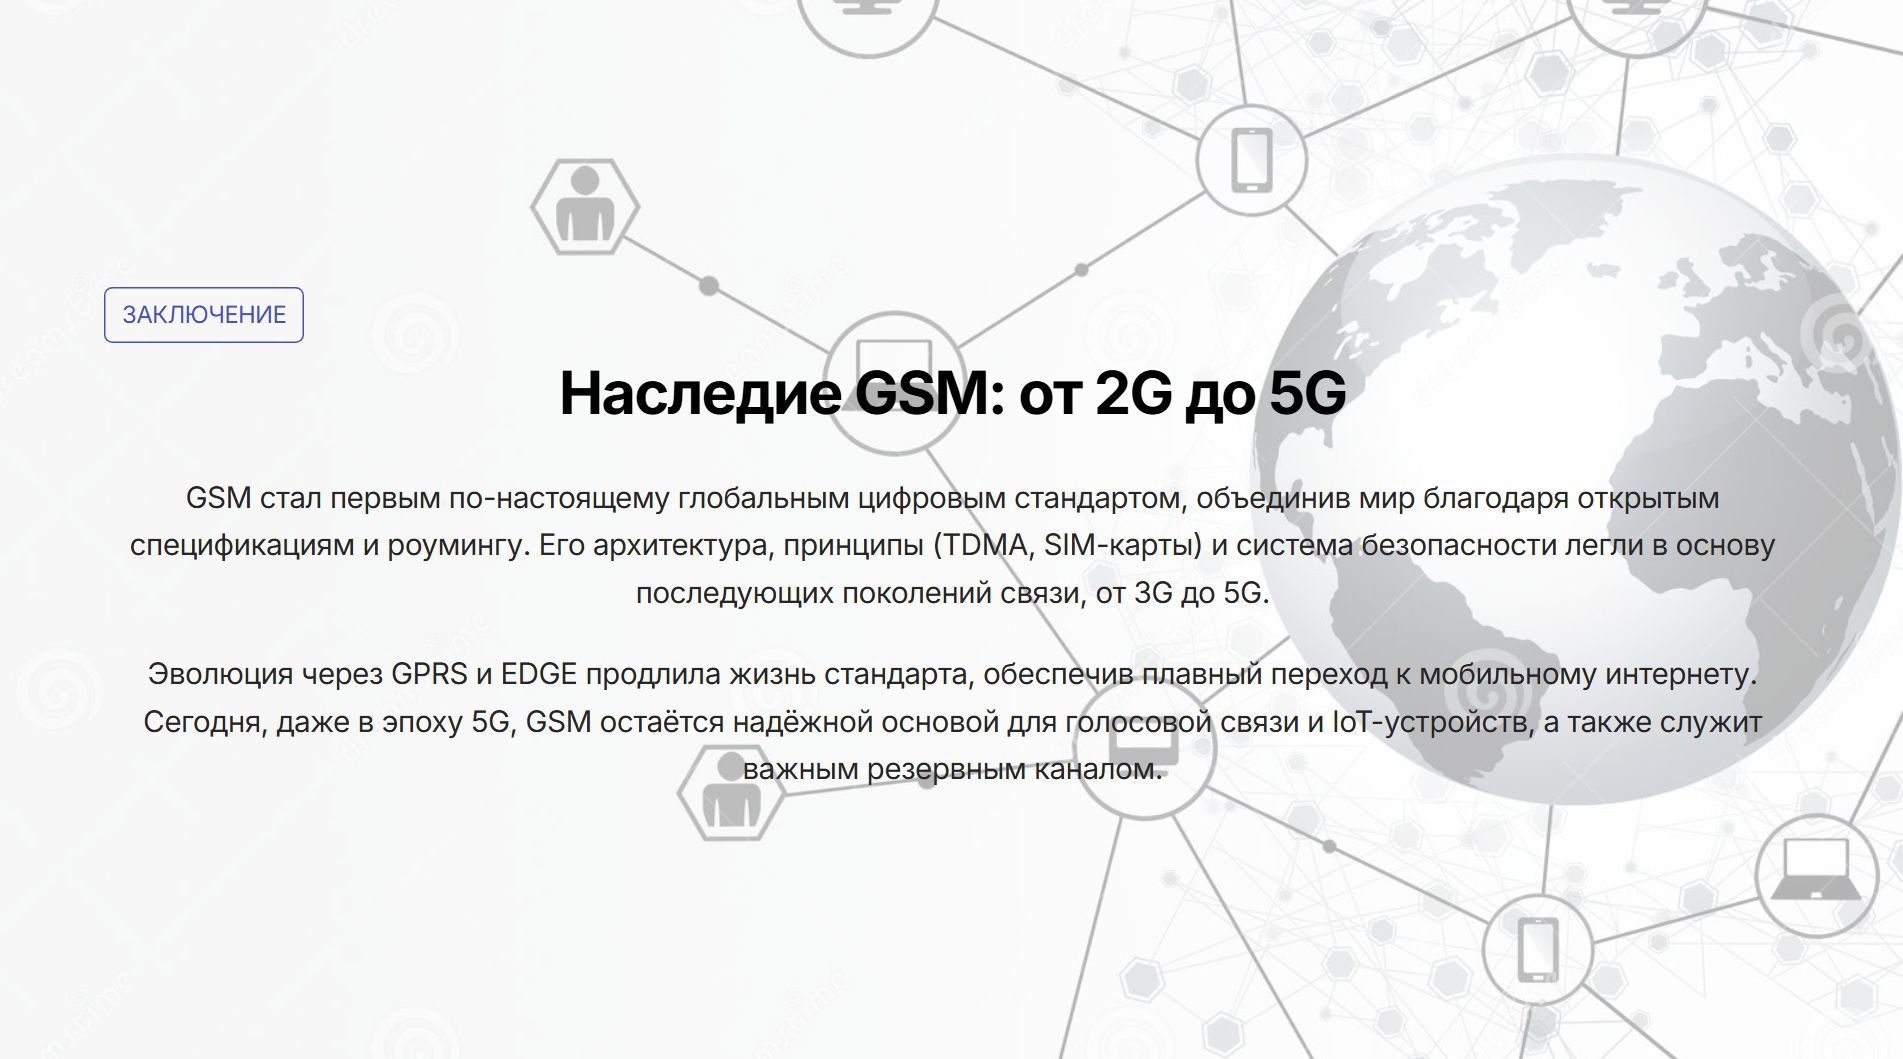 ЗАКЛЮЧЕНИЕ
Наследие GSM: от 2G до 5G
GSM стал первым по-настоящему глобальным цифровым стандартом, объединив мир благодаря открытым
спецификациям и роумингу. Его архитектура, принципы (TDMA, SIM-карты) и система безопасности легли в основу
последующих поколений связи, от 3G до 5G.
Эволюция через GPRS и EDGE продлила жизнь стандарта, обеспечив плавный переход к мобильному интернету.
Сегодня, даже в эпоху 5G, GSM остаётся надёжной основой для голосовой связи и IoT-устройств, а также служит
важным резервным каналом.